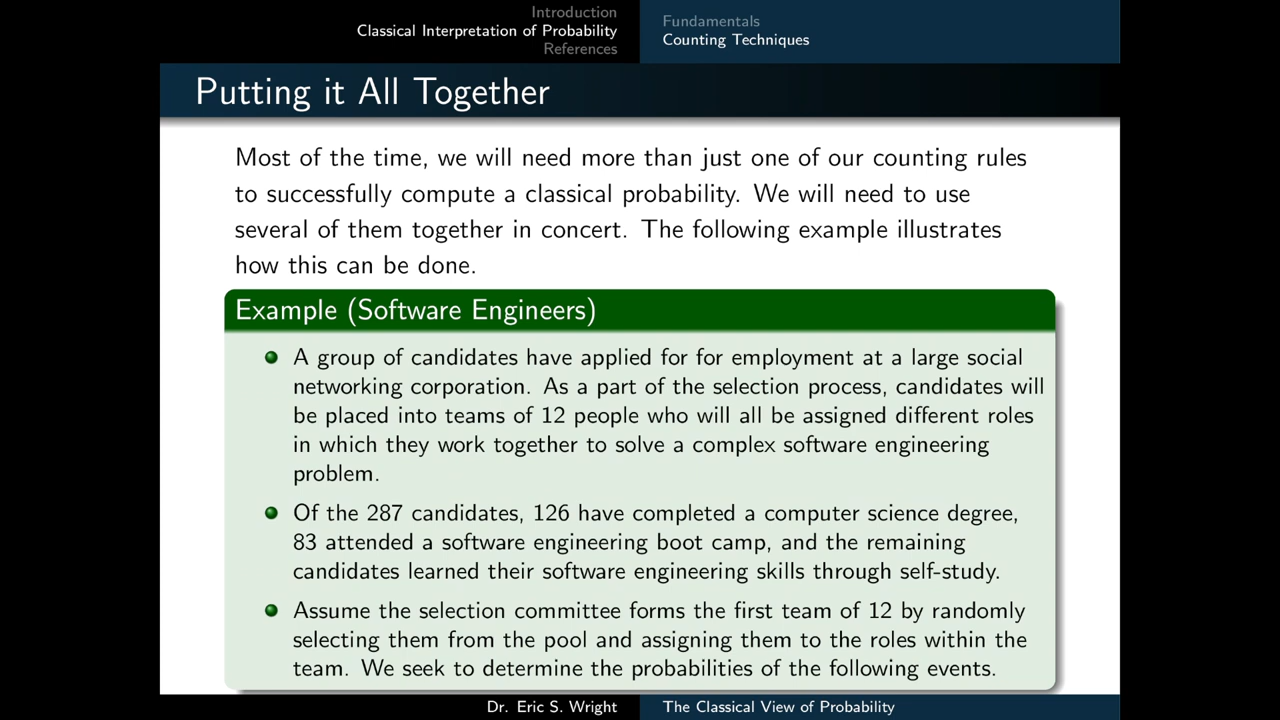 Introduction
Classical Interpretation of Probability
References
Fundamentals
Counting Techniques
Putting it All Together
Most of the time, we will need more than just one of our counting rules
to successfully compute a classical probability. We will need to use
several of them together in concert. The following example illustrates
how this can be done.
Example (Software Engineers)
A group of candidates have applied for for employment at a large social
networking corporation. As a part of the selection process, candidates will
be placed into teams of 12 people who will all be assigned different roles
in which they work together to solve a complex software engineering
problem.
Of the 287 candidates, 126 have completed a computer science degree,
83 attended a software engineering boot camp, and the remaining
candidates learned their software engineering skills through self-study.
Assume the selection committee forms the first team of 12 by randomly
selecting them from the pool and assigning them to the roles within the
team. We seek to determine the probabilities of the following events.
Dr. Eric S. Wright
The Classical View of Probability